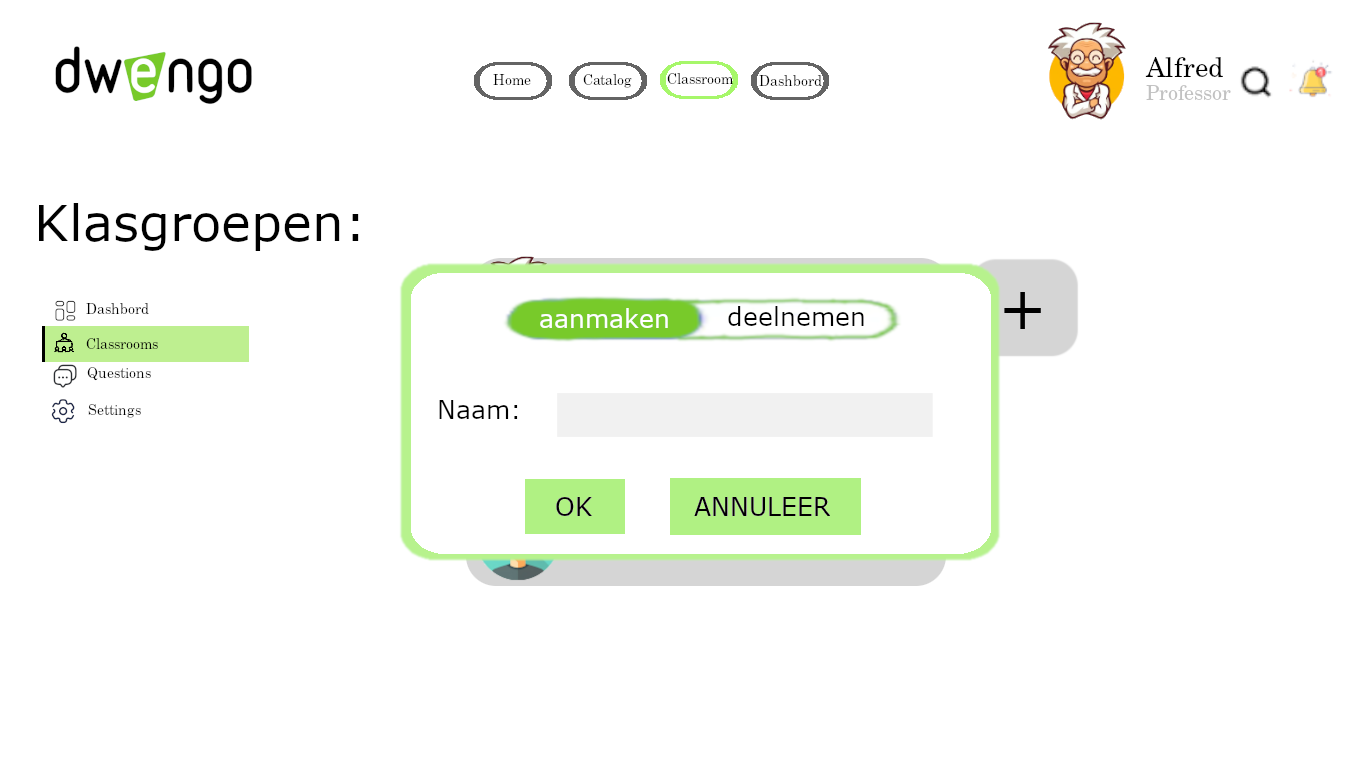 dwengo
Home
Catalog
Classroom
Dashbord
Alfred
Professor
Klasgroepen:
Dashbord
Classrooms
Questions
Settings
aanmaken
deelnemen
+
Naam:
OK
ANNULEER